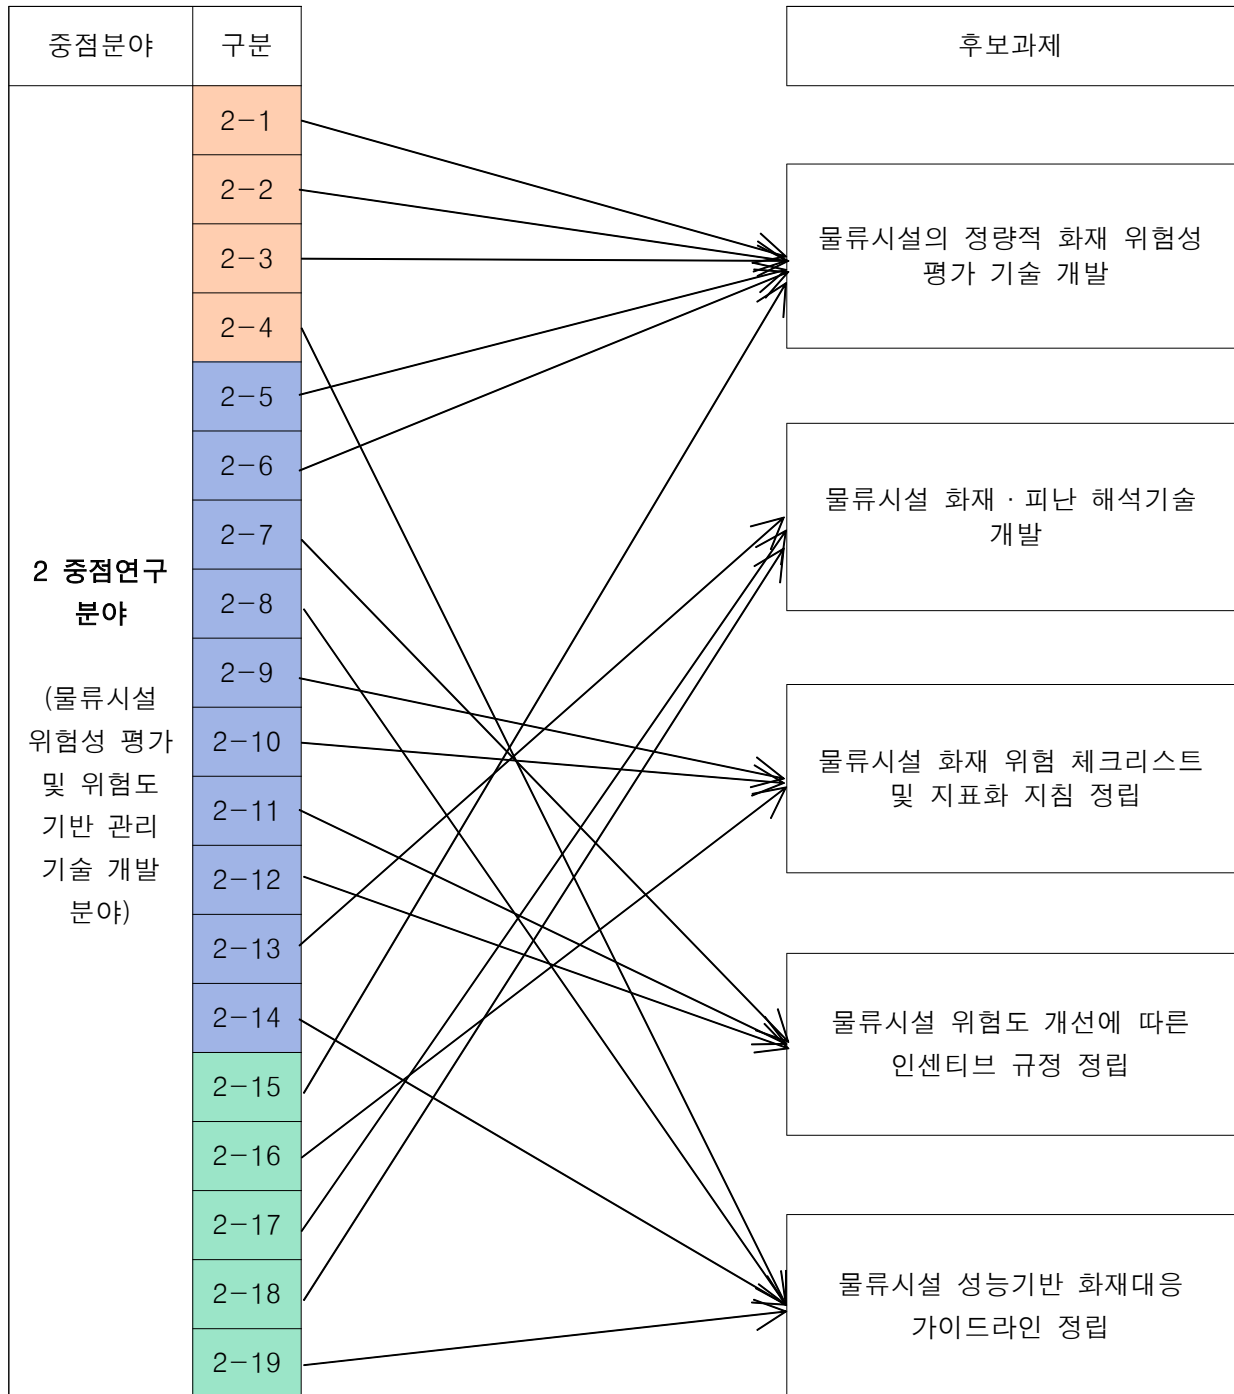 중점분야
구분
후보과제
2 중점연구
분야
(물류시설
위험성 평가
및 위험도
기반 관리
기술 개발
분야)
2-1
2-2
2-3
2-4
2-5
2-6
2-7
2-8
2-9
2-10
2-11
2-12
2-13
2-14
2-15
2-16
2-17
2-18
2-19
물류시설의 정량적 화재 위험성
평가 기술 개발
물류시설 화재 · 피난 해석기술
개발
물류시설 화재 위험 체크리스트
및 지표화 지침 정립
물류시설 위험도 개선에 따른
인센티브 규정 정립
물류시설 성능기반 화재대응
가이드라인 정립